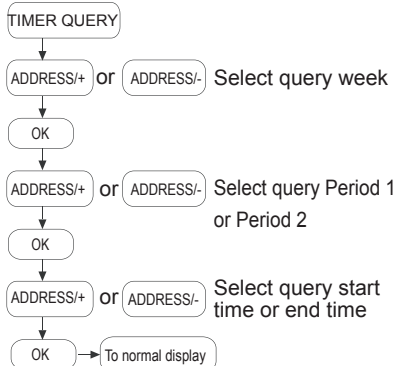 TIMER QUERY
ADDRESS/+ or ADDRESS/- Select query week
OK
ADDRESS/+ or ADDRESS/- Select query Period 1
or Period 2
OK
ADDRESS/+ or ADDRESS/- Select query start
time or end time
OK To normal display